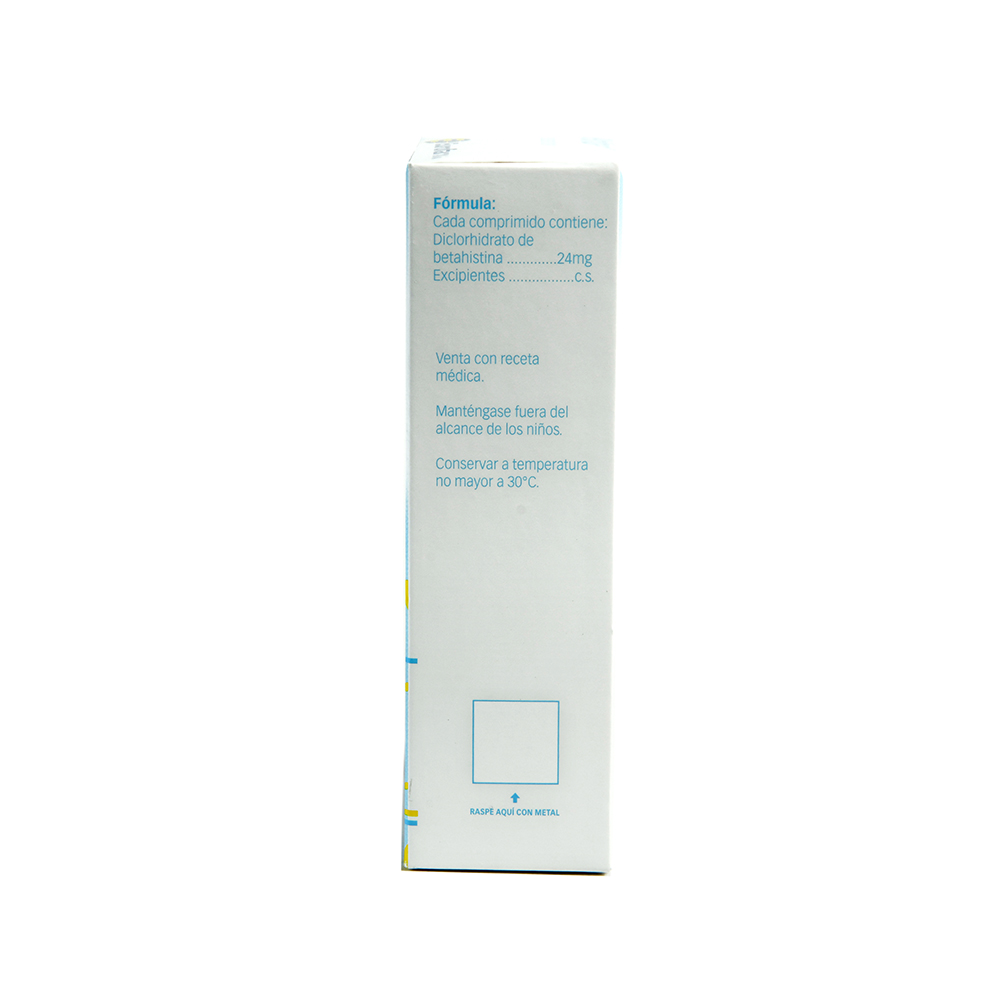 Fórmula:
Cada comprimido contiene:
Diclorhidrato de
betahistina .............24mg
Excipientes .................c.s.
Venta con receta
médica.
Manténgase fuera del
alcance de los niños.
Conservar a temperatura
no mayor a 30°C.
RASPE AQUÍ CON METAL